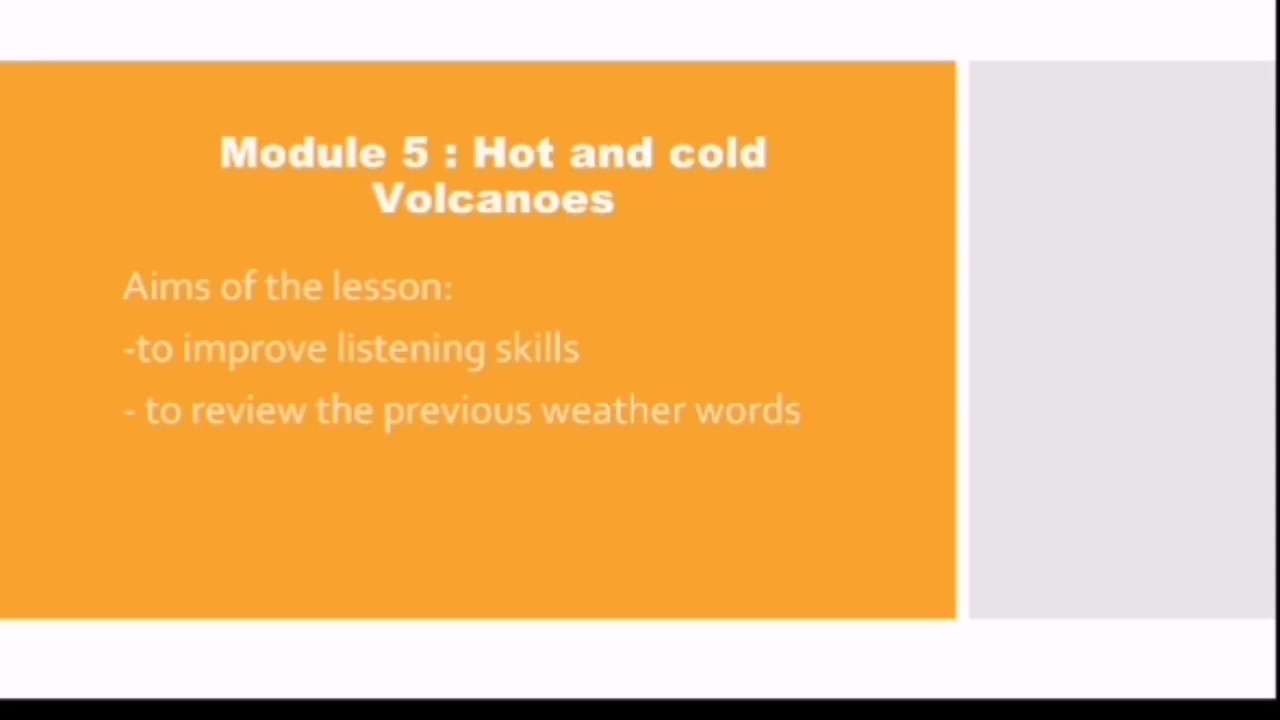 Module 5 : Hot and cold
Volcanoes
Aims of the lesson:
-to improve listening skills
- to review the previous weather words